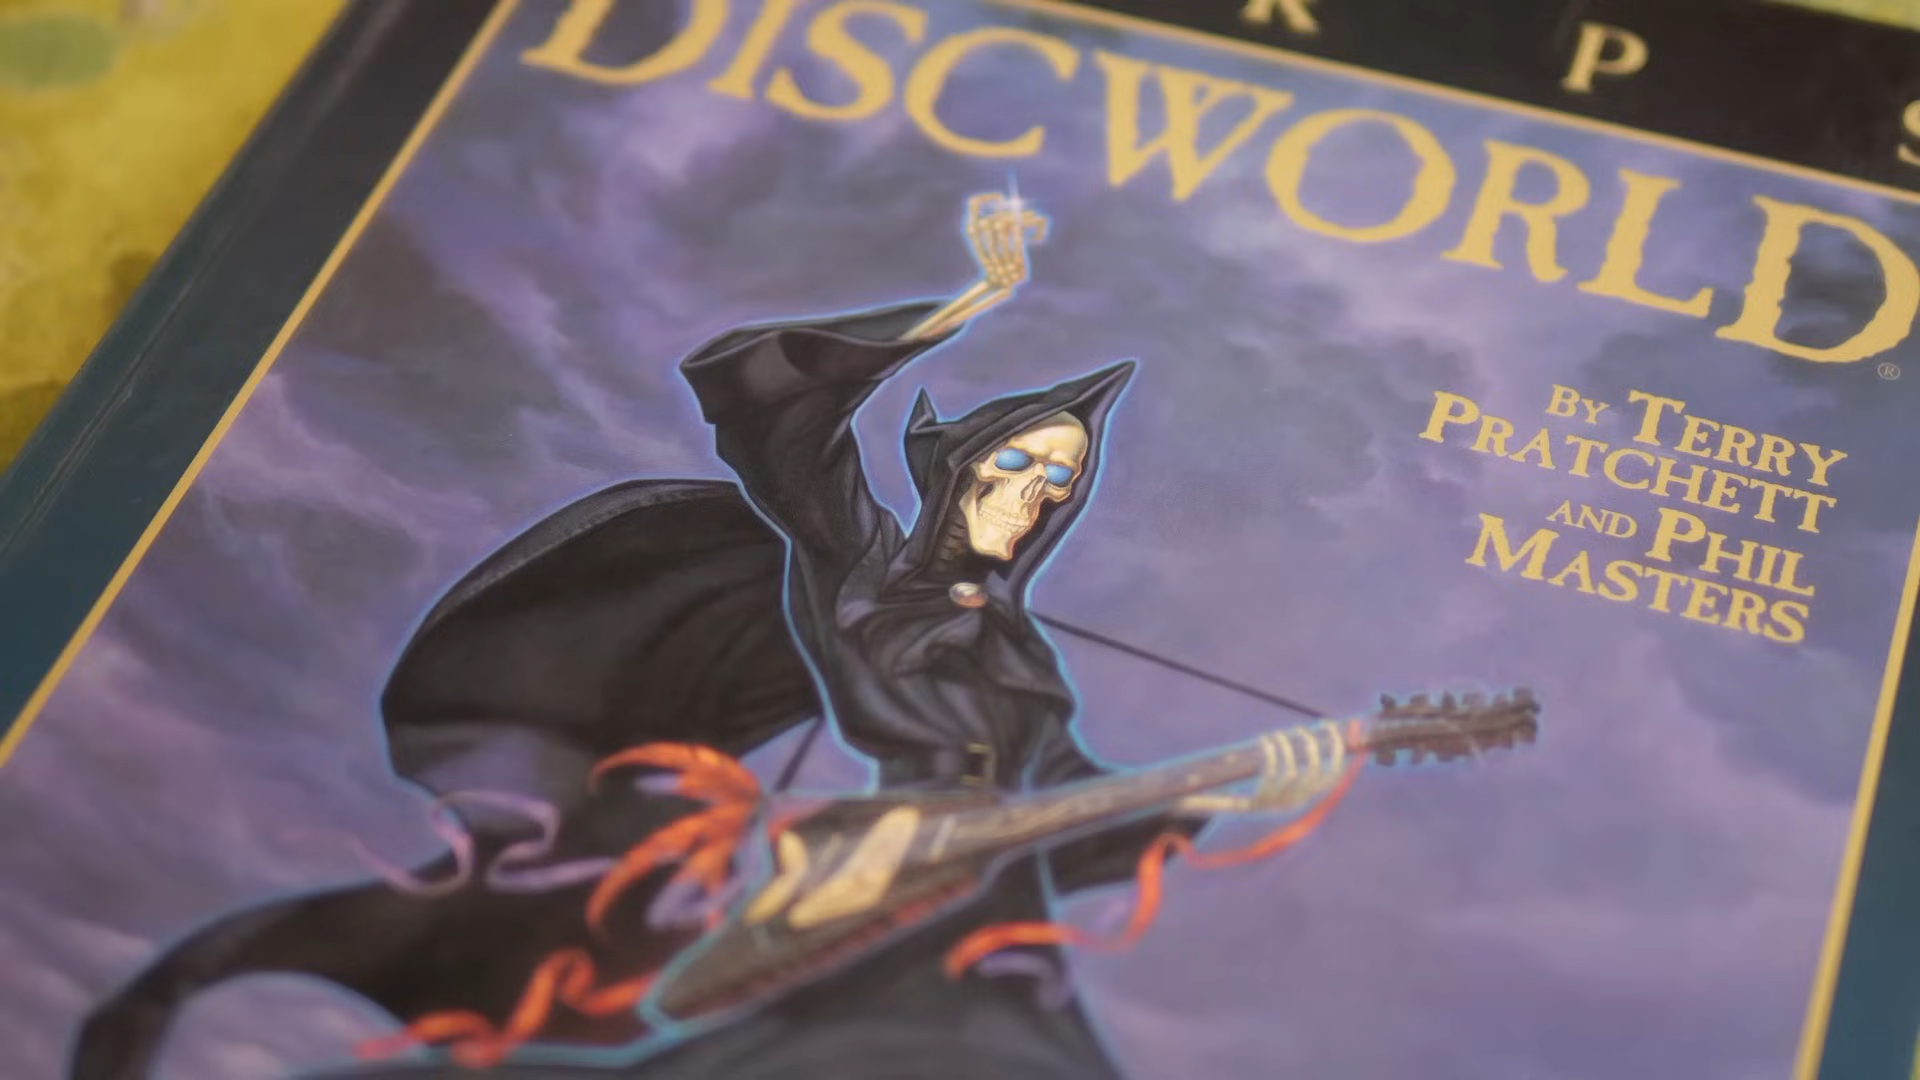 R P S
DISCWORLD®
BY TERRY
PRATCHETT
AND PHIL
MASTERS